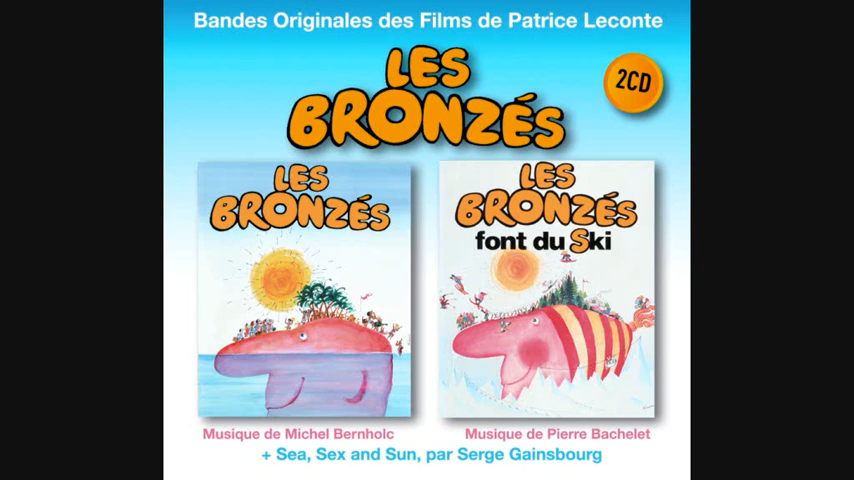 Bandes Originales des Films de Patrice Leconte
LES
BRONZÉS
2CD
LES
BRONZÉS
LES
BRONZÉS
font du Ski
Musique de Michel Bernholc
Musique de Pierre Bachelet
+ Sea, Sex and Sun, par Serge Gainsbourg